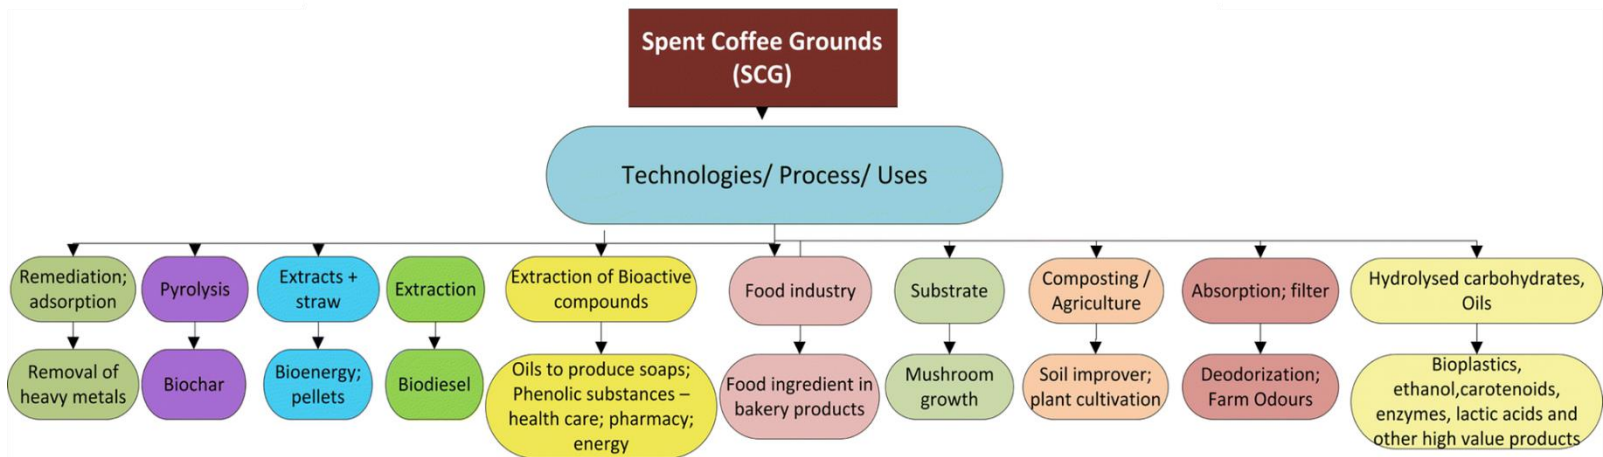 Spent Coffee Grounds
(SCG)
Technologies/ Process/ Uses
Remediation;
adsorption
Pyrolysis
Extracts +
straw
Extraction
Extraction of Bioactive
compounds
Food industry
Substrate
Composting /
Agriculture
Absorption; filter
Hydrolysed carbohydrates,
Oils
Removal of
heavy metals
Biochar
Bioenergy;
pellets
Biodiesel
Oils to produce soaps;
Phenolic substances –
health care; pharmacy;
energy
Food ingredient in
bakery products
Mushroom
growth
Soil improver;
plant cultivation
Deodorization;
Farm Odours
Bioplastics,
ethanol,carotenoids,
enzymes, lactic acids and
other high value products